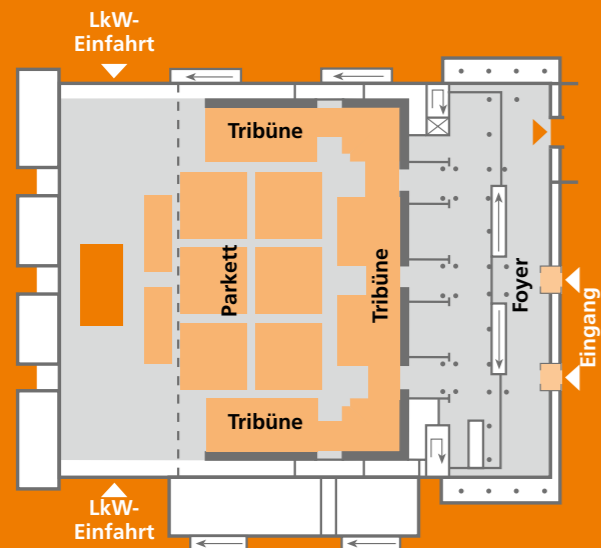 LkW-
Einfahrt
Tribüne
Parkett
Tribüne
Foyer
Eingang
Tribüne
LkW-
Einfahrt